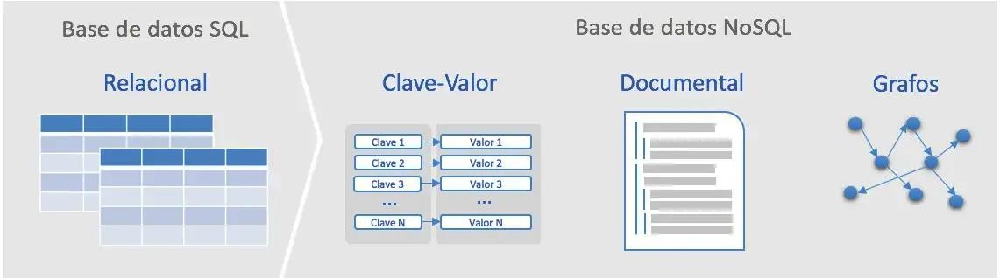 Base de datos SQL
Base de datos NoSQL
Relacional
Clave-Valor
Documental
Grafos
Clave 1
Valor 1
Clave 2
Valor 2
Clave 3
Valor 3
...
...
Clave N
Valor N